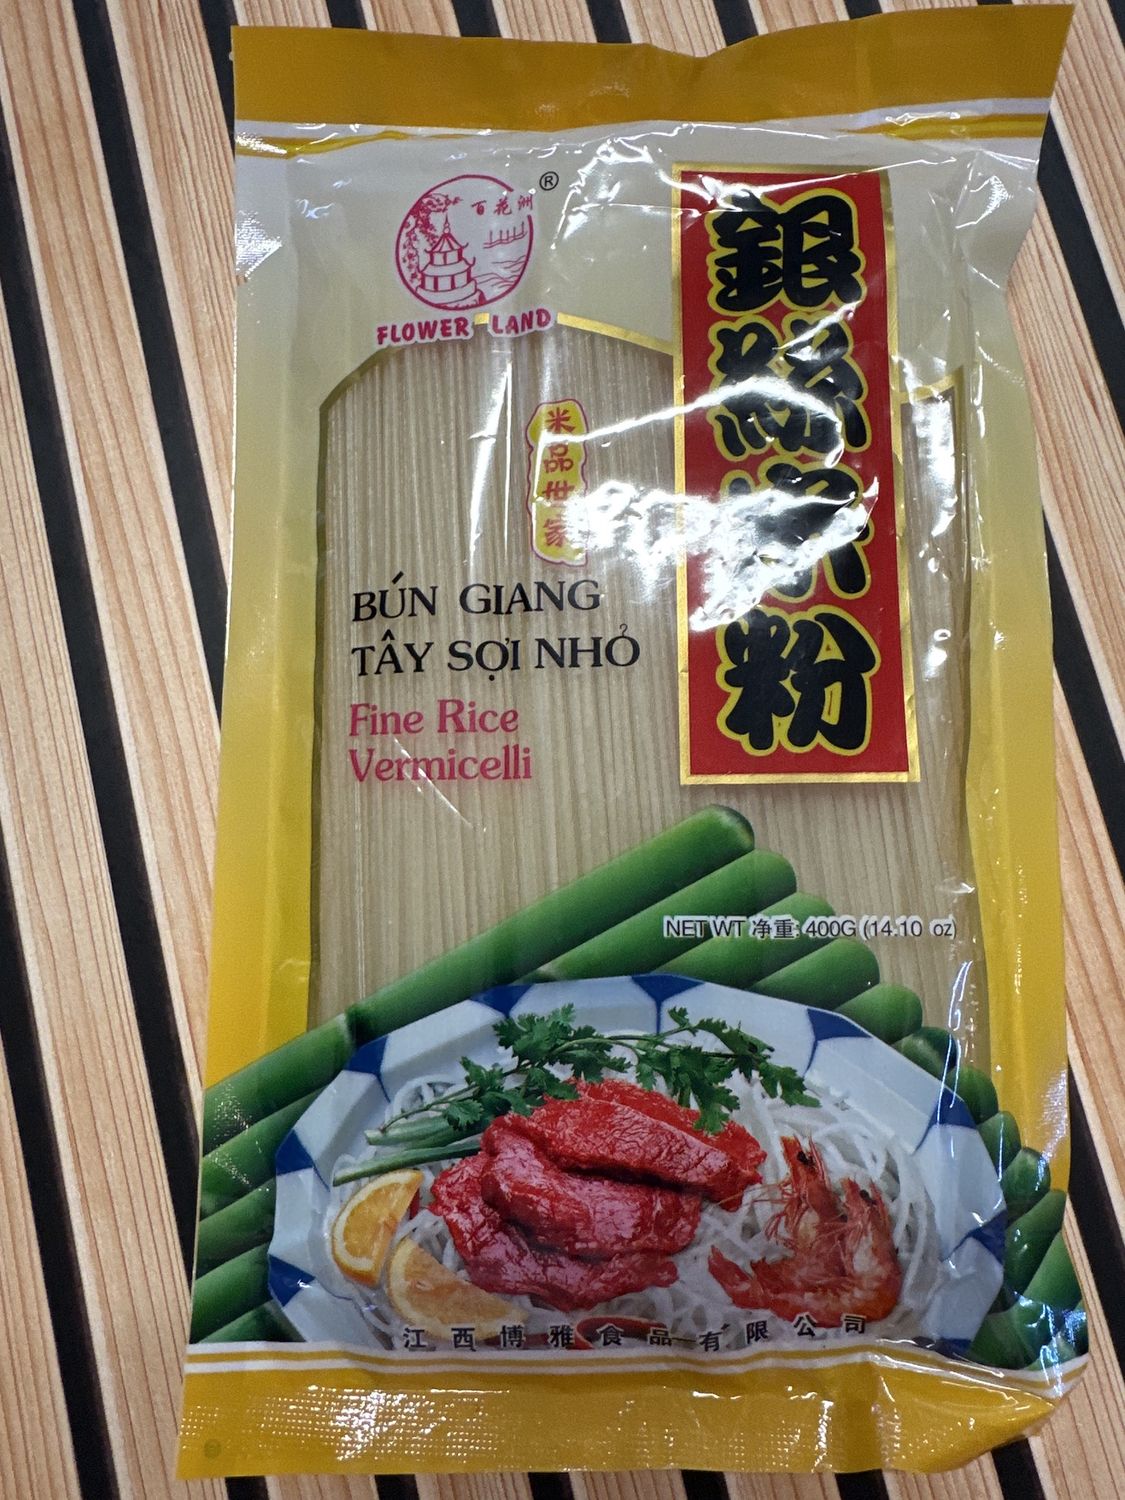 百花洲
®
FLOWER LAND
銀絲米粉
米品世家
BÚN GIANG
TÂY SỢI NHỎ
Fine Rice
Vermicelli
NET WT 净重: 400G (14.10 oz)
江西博雅食品有限公司